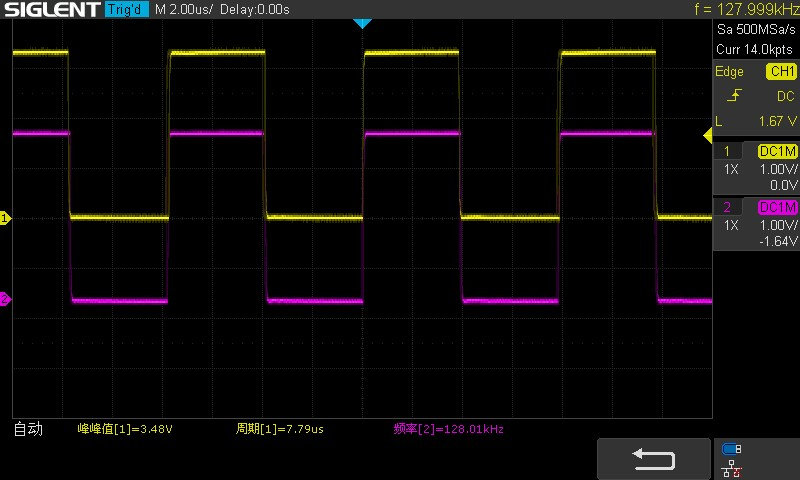 SIGLENT Trig'd M 2.00us/ Delay:0.00s f = 127.999kHz
Sa 500MSa/s
Curr 14.0kpts
Edge CH1
DC
L 1.67 V
1 DC1M
1X 1.00V/
0.0V
2 DC1M
1X 1.00V/
-1.64V
1
2
自动 峰峰值[1]=3.48V 周期[1]=7.79us 频率[2]=128.01kHz